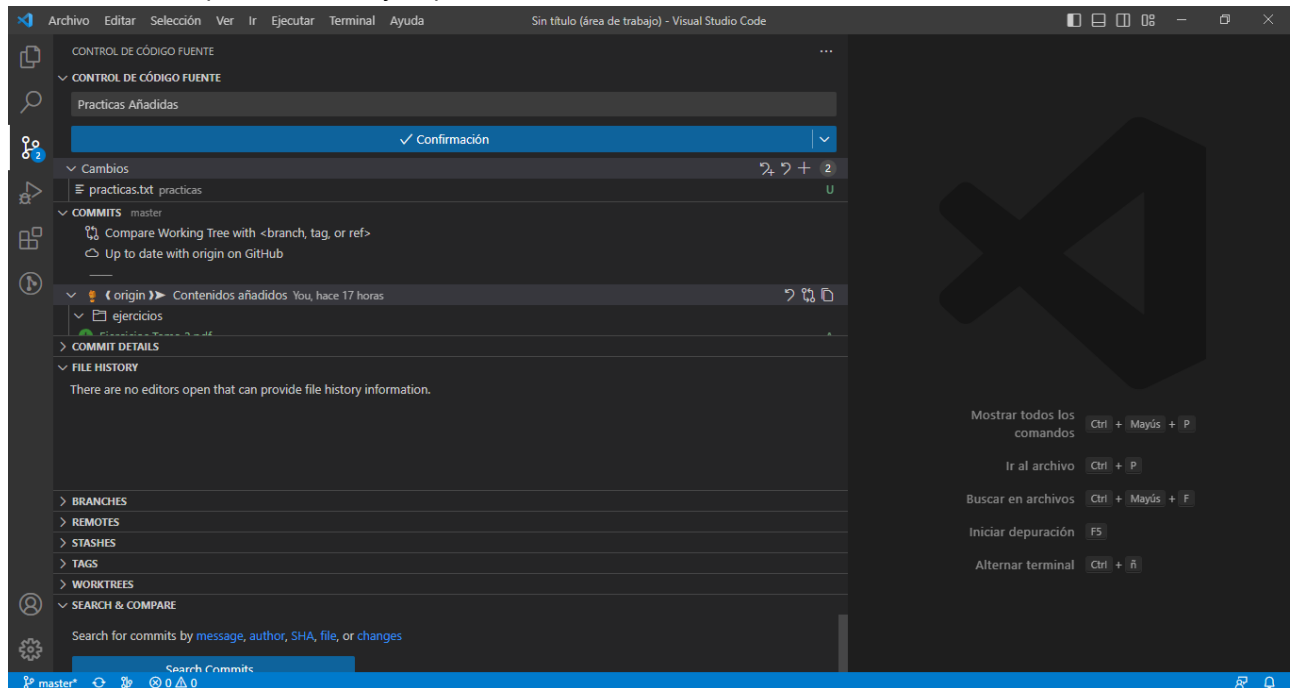 Archivo Editar Selección Ver Ir Ejecutar Terminal Ayuda Sin título (área de trabajo) - Visual Studio Code
CONTROL DE CÓDIGO FUENTE
CONTROL DE CÓDIGO FUENTE
Practicas Añadidas
Confirmación
2
Cambios 2
practicas.txt practicas U
COMMITS master
Compare Working Tree with <branch, tag, or ref>
Up to date with origin on GitHub
origin Contenidos añadidos You, hace 17 horas
ejercicios
COMMIT DETAILS
FILE HISTORY
There are no editors open that can provide file history information.
BRANCHES
REMOTES
STASHES
TAGS
WORKTREES
SEARCH & COMPARE
Search for commits by message, author, SHA, file, or changes
Search Commits
master* 0 0
Mostrar todos los
comandos Ctrl + Mayús + P
Ir al archivo Ctrl + P
Buscar en archivos Ctrl + Mayús + F
Iniciar depuración F5
Alternar terminal Ctrl + ñ